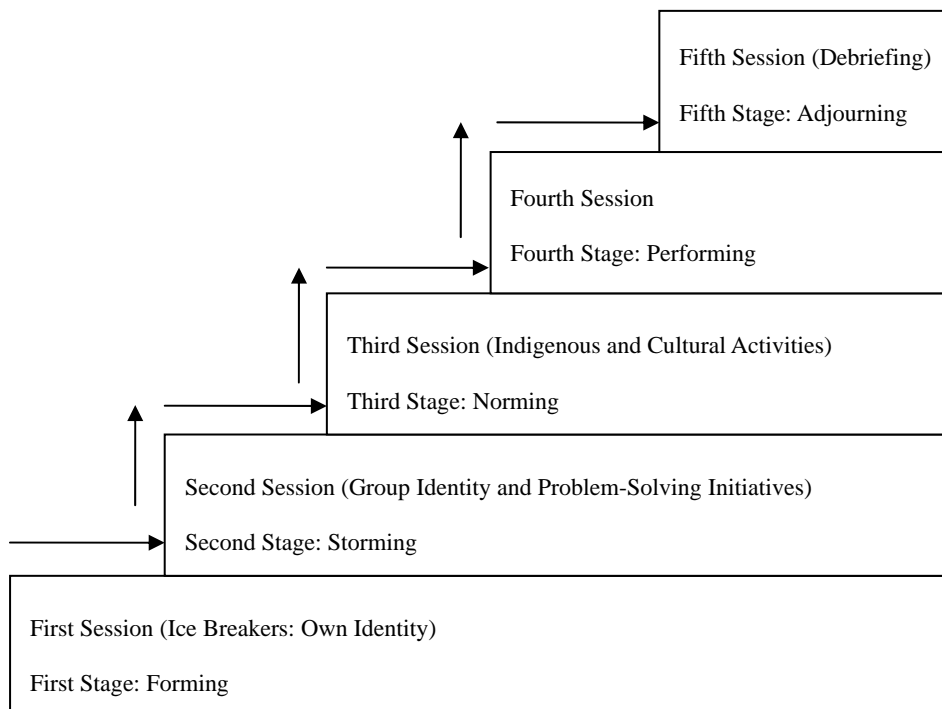 Fifth Session (Debriefing)
Fifth Stage: Adjourning
Fourth Session
Fourth Stage: Performing
Third Session (Indigenous and Cultural Activities)
Third Stage: Norming
Second Session (Group Identity and Problem-Solving Initiatives)
Second Stage: Storming
First Session (Ice Breakers: Own Identity)
First Stage: Forming